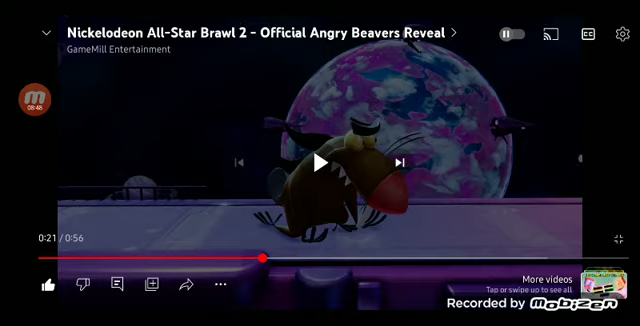 Nickelodeon All-Star Brawl 2 - Official Angry Beavers Reveal
GameMill Entertainment
CC
08:48
0:21 / 0:56
More videos
Tap or swipe up to see all
Recorded by Mobizen